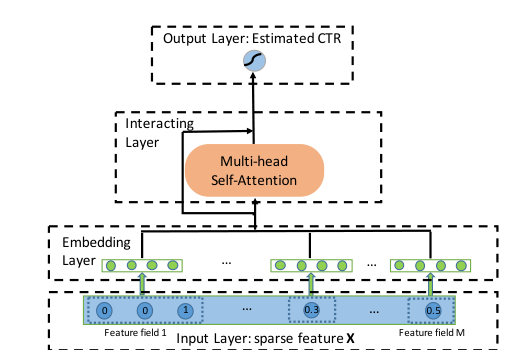 Output Layer: Estimated CTR
Interacting
Layer
Multi-head
Self-Attention
Embedding
Layer
... ...
0 0 1 ... 0.3 ... 0.5
Feature field 1 Feature field M
Input Layer: sparse feature X